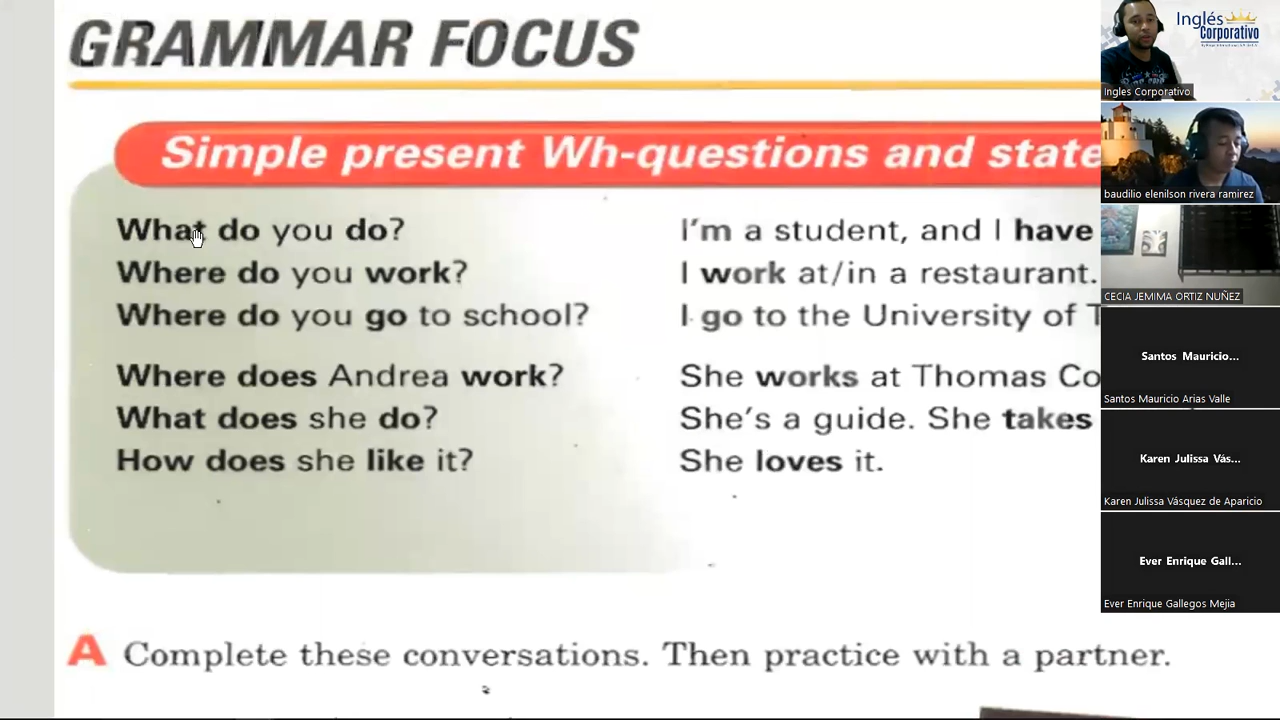 GRAMMAR FOCUS
Simple present Wh-questions and state
What do you do?
I'm a student, and I have
Where do you work?
I work at/in a restaurant.
Where do you go to school?
I go to the University of T
Where does Andrea work?
She works at Thomas Co
What does she do?
She's a guide. She takes
How does she like it?
She loves it.
A Complete these conversations. Then practice with a partner.
Inglés
Corporativo
Ingles Corporativo
baudilio elenilson rivera ramirez
CECIA JEMIMA ORTIZ NUÑEZ
Santos Mauricio...
Santos Mauricio Arias Valle
Karen Julissa Vás...
Karen Julissa Vásquez de Aparicio
Ever Enrique Gall...
Ever Enrique Gallegos Mejia